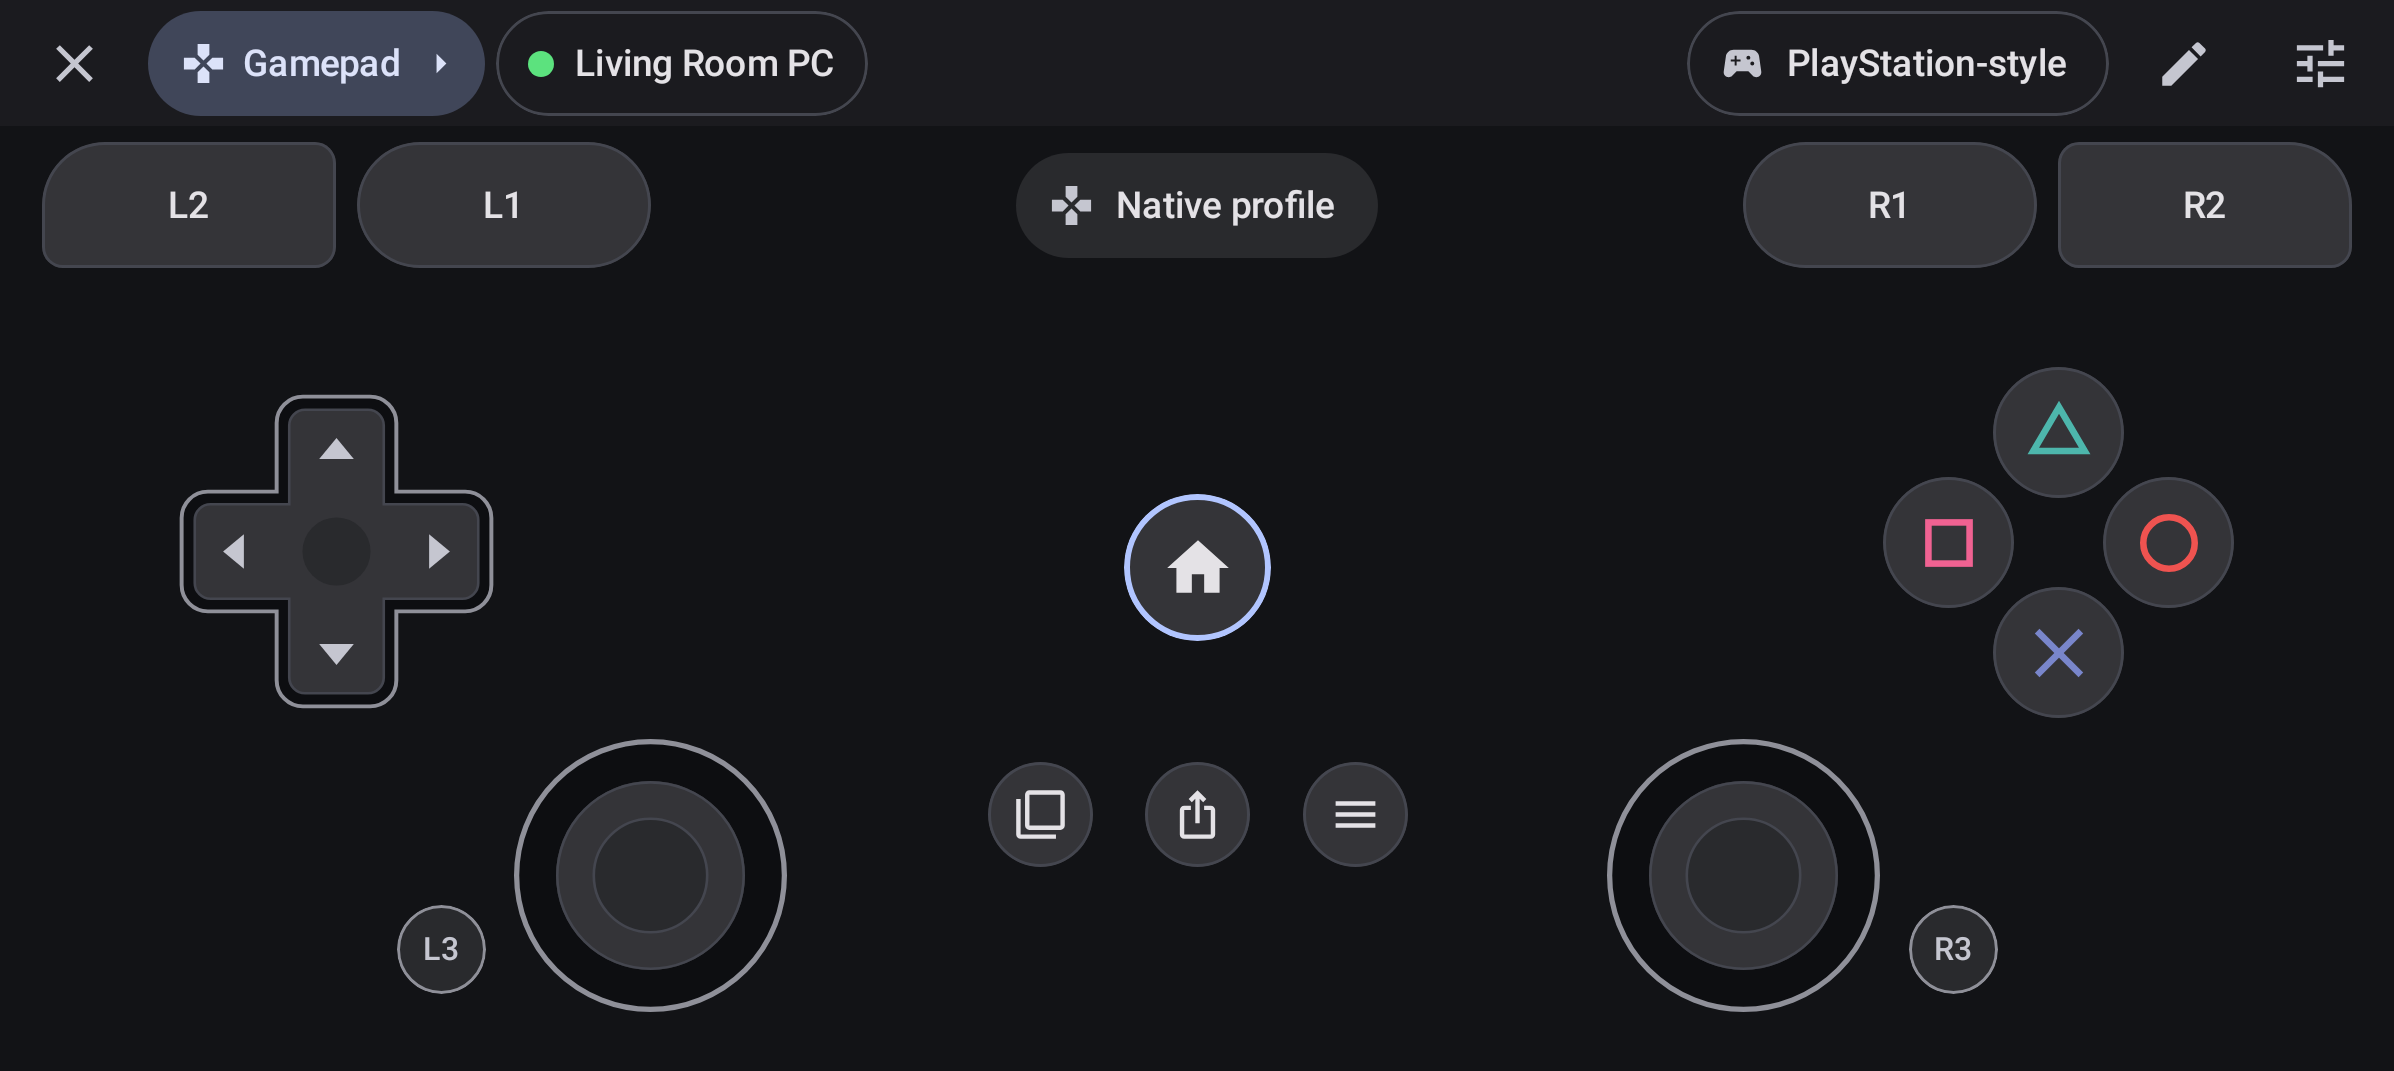 Gamepad
Living Room PC
PlayStation-style
L2
L1
Native profile
R1
R2
L3
R3